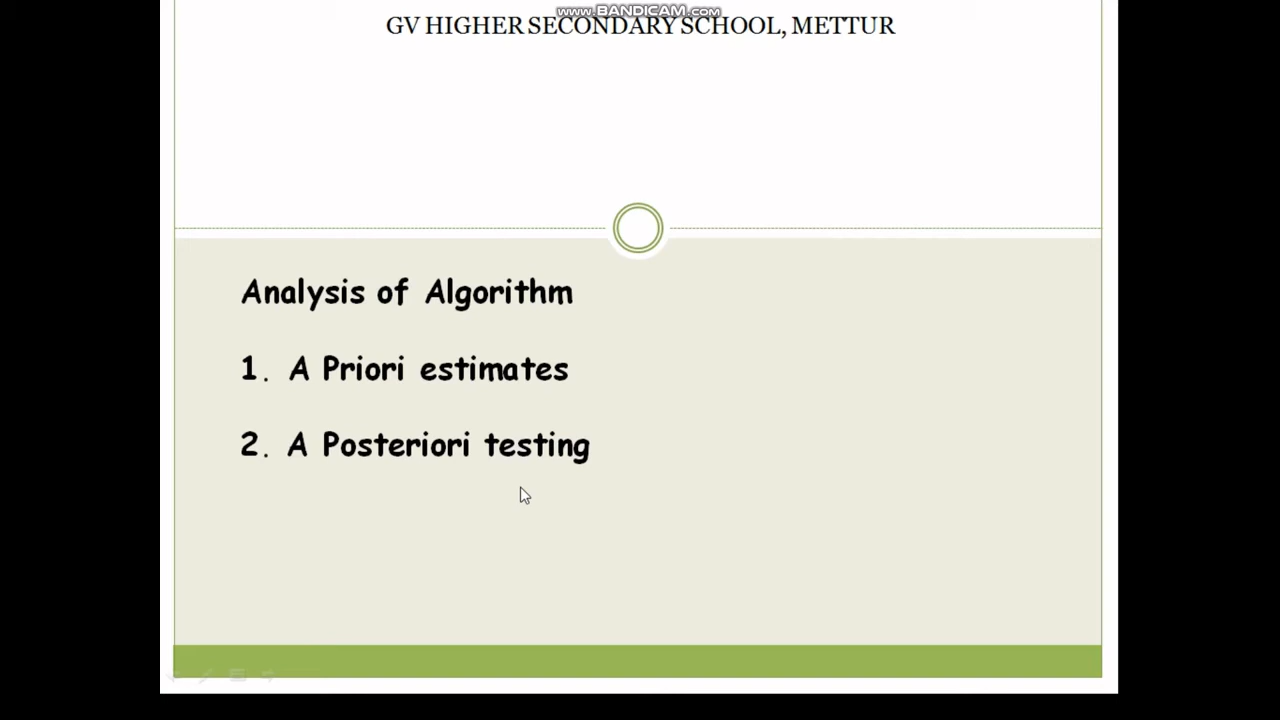 www.BANDICAM.com
GV HIGHER SECONDARY SCHOOL, METTUR
Analysis of Algorithm
1. A Priori estimates
2. A Posteriori testing